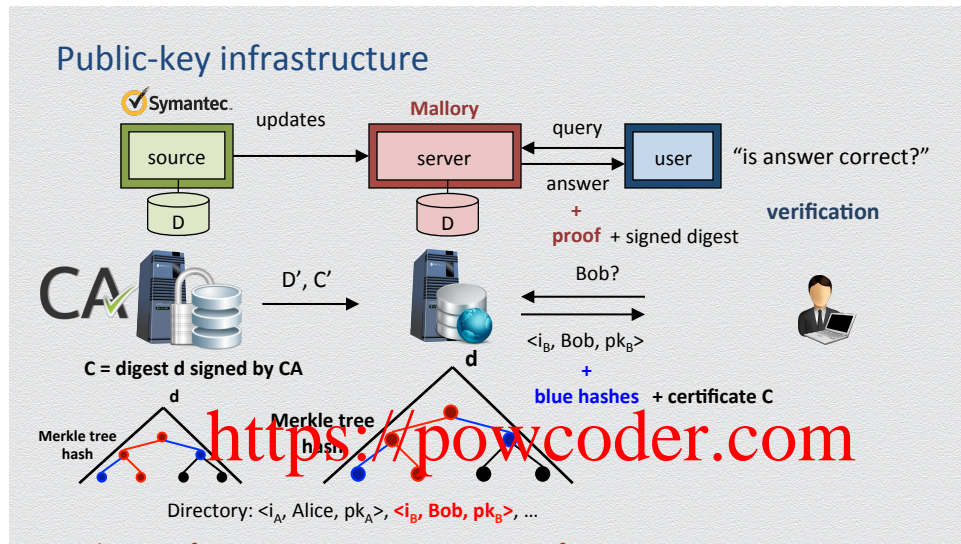 Public-key infrastructure
Symantec.
updates
Mallory
query
source
server
user
"is answer correct?"
answer
D
D
+
proof + signed digest
verification
CA
D', C'
Bob?
<iB, Bob, pkB>
C = digest d signed by CA
d
+
blue hashes + certificate C
d
Merkle tree
hash
Merkle tree
hash
https://powcoder.com
Directory: <iA, Alice, pkA>, <iB, Bob, pkB>, ...